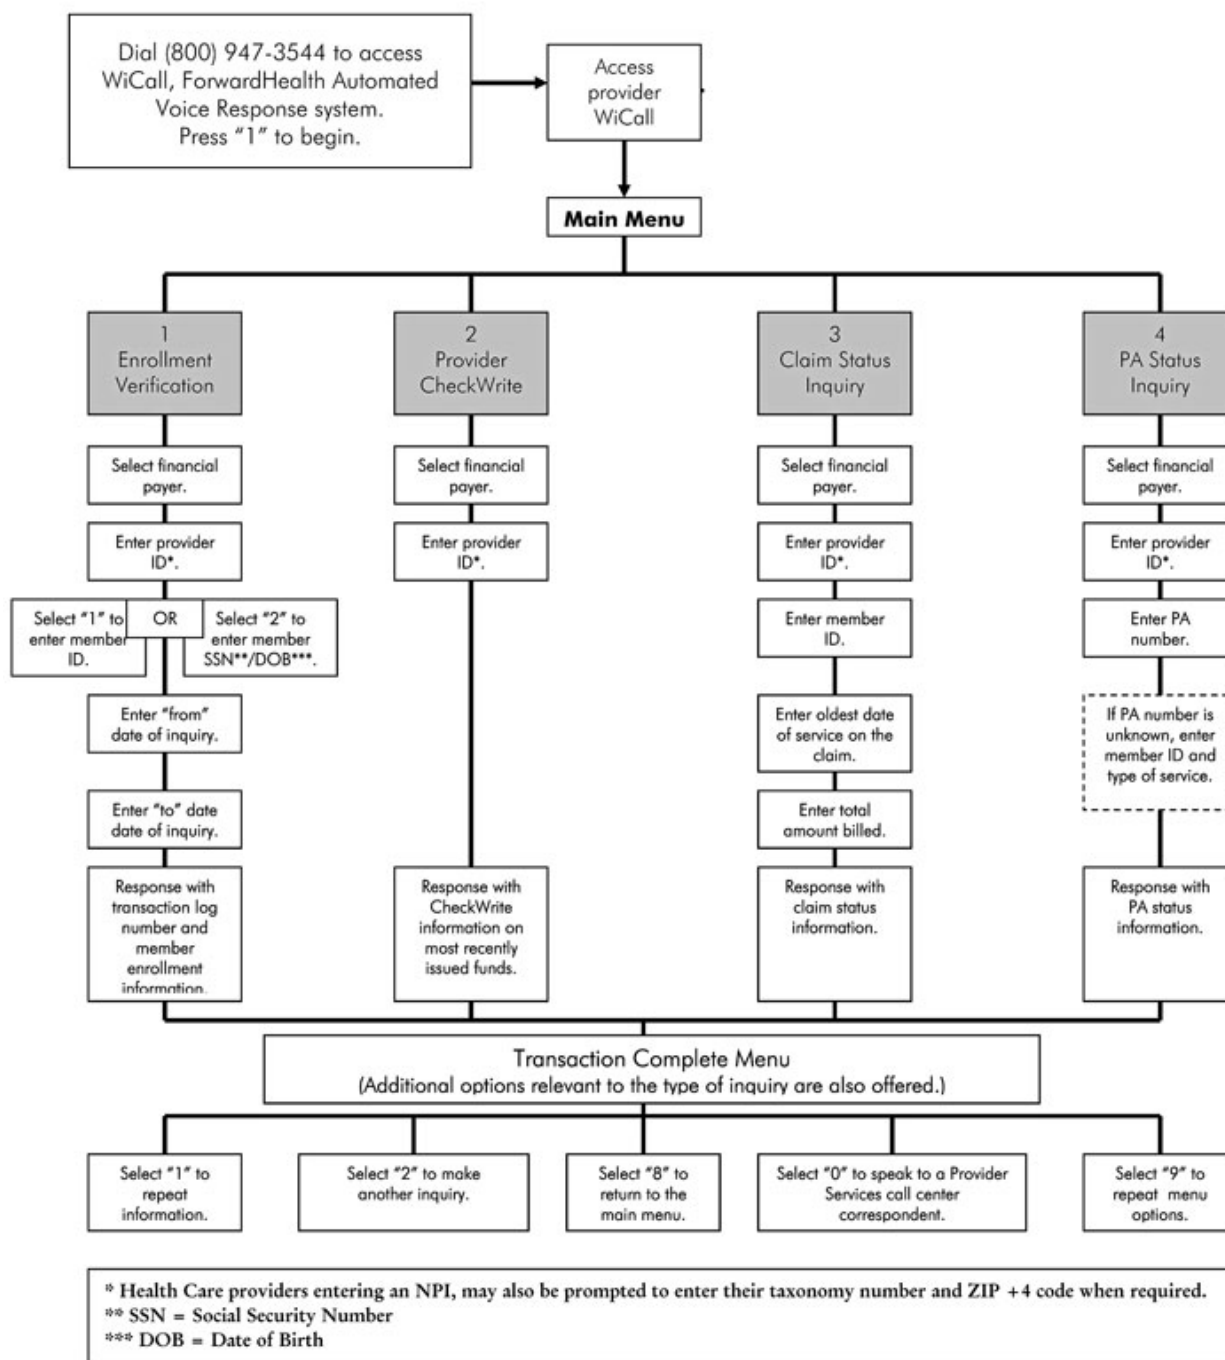 Dial (800) 947-3544 to access
WiCall, ForwardHealth Automated
Voice Response system.
Press "1" to begin.
Access
provider
WiCall
Main Menu
1
Enrollment
Verification
Select financial
payer.
Enter provider
ID*.
Select "1" to
enter member
ID.
OR
Select "2" to
enter member
SSN**/DOB***.
Enter "from"
date of inquiry.
Enter "to" date
date of inquiry.
Response with
transaction log
number and
member
enrollment
information.
2
Provider
CheckWrite
Select financial
payer.
Enter provider
ID*.
Response with
CheckWrite
information on
most recently
issued funds.
3
Claim Status
Inquiry
Select financial
payer.
Enter provider
ID*.
Enter member
ID.
Enter oldest date
of service on the
claim.
Enter total
amount billed.
Response with
claim status
information.
4
PA Status
Inquiry
Select financial
payer.
Enter provider
ID*.
Enter PA
number.
If PA number is
unknown, enter
member ID and
type of service.
Response with
PA status
information.
Transaction Complete Menu
(Additional options relevant to the type of inquiry are also offered.)
Select "1" to
repeat
information.
Select "2" to make
another inquiry.
Select "8" to
return to the
main menu.
Select "0" to speak to a Provider
Services call center
correspondent.
Select "9" to
repeat menu
options.
* Health Care providers entering an NPI, may also be prompted to enter their taxonomy number and ZIP +4 code when required.
** SSN = Social Security Number
*** DOB = Date of Birth